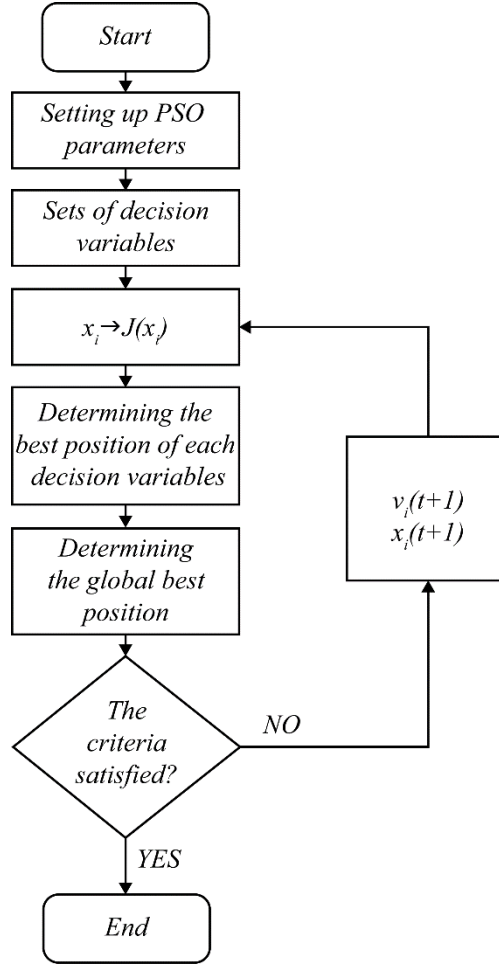 Start
Setting up PSO
parameters
Sets of decision
variables
xᵢ→J(xᵢ)
Determining the
best position of each
decision variables
Determining
the global best
position
vᵢ(t+1)
xᵢ(t+1)
The
criteria
satisfied?
NO
YES
End